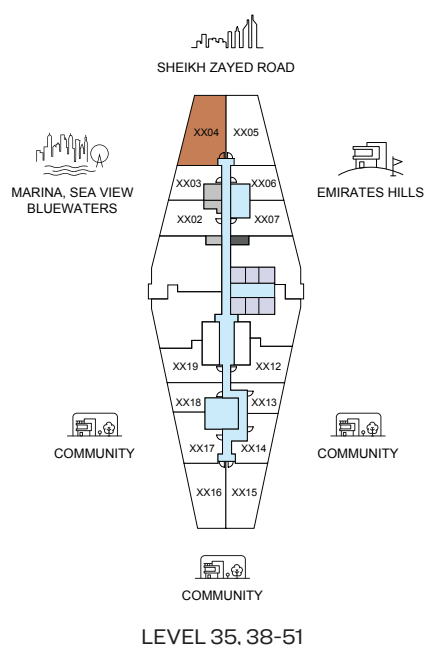 SHEIKH ZAYED ROAD
XX04
XX05
MARINA, SEA VIEW
BLUEWATERS
EMIRATES HILLS
XX03
XX06
XX02
XX07
XX19
XX12
XX18
XX13
XX17
XX14
COMMUNITY
COMMUNITY
XX16
XX15
COMMUNITY
LEVEL 35, 38-51